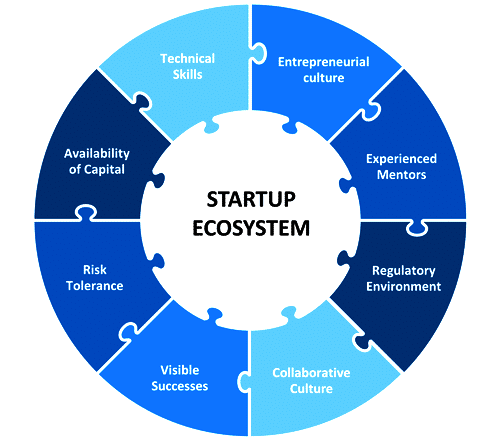 STARTUP
ECOSYSTEM
Entrepreneurial
culture
Experienced
Mentors
Regulatory
Environment
Collaborative
Culture
Visible
Successes
Risk
Tolerance
Availability
of Capital
Technical
Skills